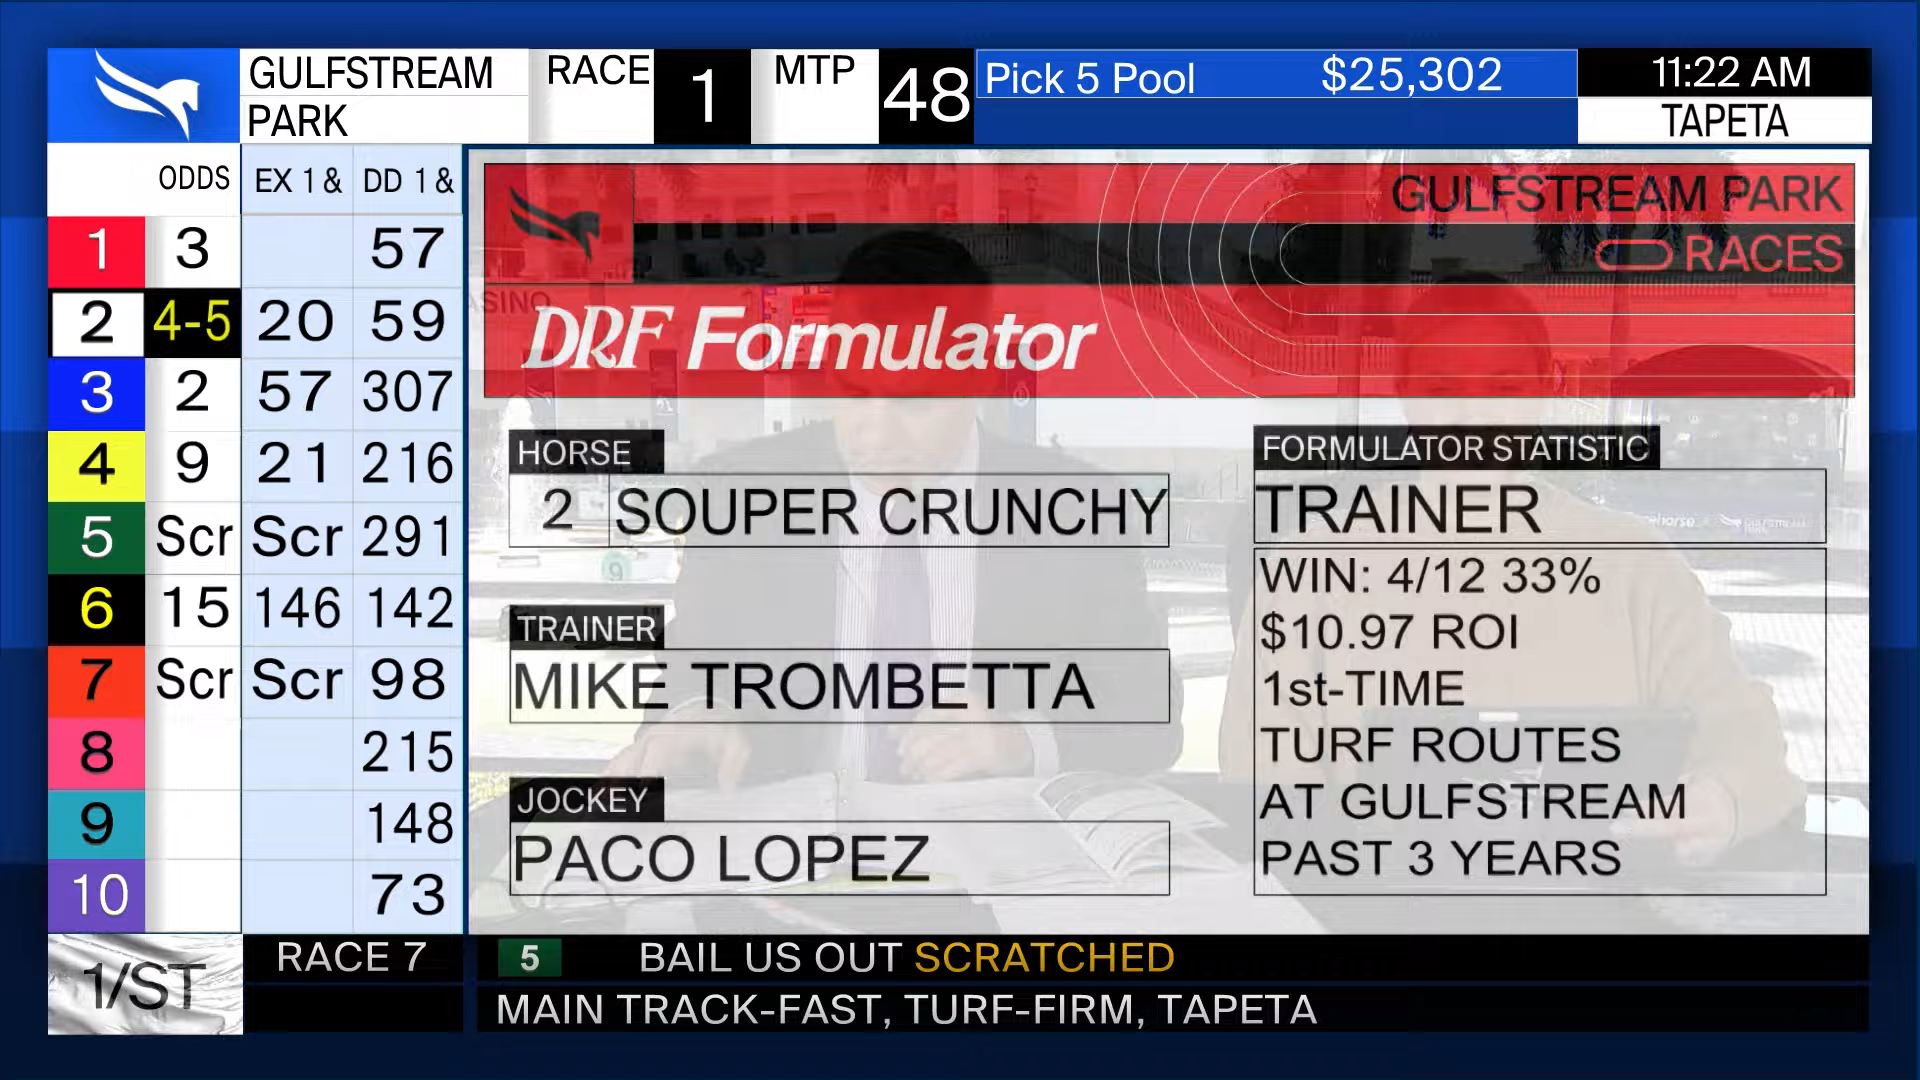 GULFSTREAM PARK
RACE 1 MTP 48
Pick 5 Pool $25,302
11:22 AM
TAPETA
ODDS EX 1 & DD 1 &
1 3 57
2 4-5 20 59
3 2 57 307
4 9 21 216
5 Scr Scr 291
6 15 146 142
7 Scr Scr 98
8 215
9 148
10 73
GULFSTREAM PARK
RACES
DRF Formulator
HORSE
2 SOUPER CRUNCHY
TRAINER
MIKE TROMBETTA
JOCKEY
PACO LOPEZ
FORMULATOR STATISTIC
TRAINER
WIN: 4/12 33%
$10.97 ROI
1st-TIME
TURF ROUTES
AT GULFSTREAM
PAST 3 YEARS
1/ST
RACE 7
5 BAIL US OUT SCRATCHED
MAIN TRACK-FAST, TURF-FIRM, TAPETA